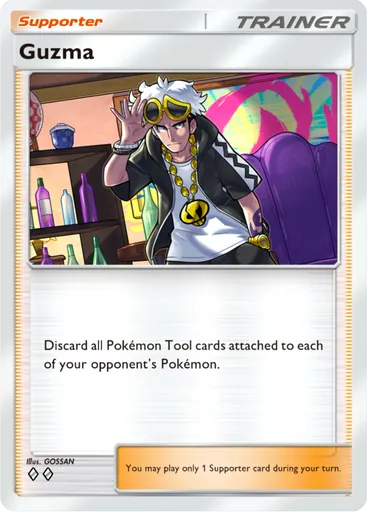 Supporter
TRAINER
Guzma
Discard all Pokémon Tool cards attached to each
of your opponent's Pokémon.
Illus. GOSSAN
You may play only 1 Supporter card during your turn.